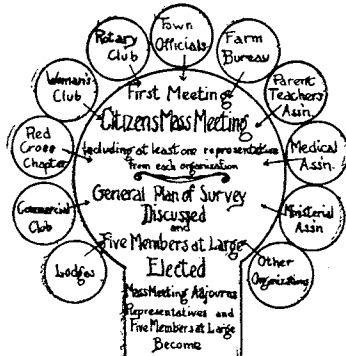 Town
Officials
Rotary
Club
Farm
Bureau
Woman's
Club
Parent
Teachers
Assn.
Red
Cross
Chapter
Medical
Assn.
Commercial
Club
Ministerial
Assn
Lodges
Other
Organizations
First Meeting
Citizens Mass Meeting
Including at least one representative
from each organization
General Plan of Survey
Discussed
and
Five Members at Large
Elected
Mass Meeting Adjourns
Representatives and
Five Members at Large
Become